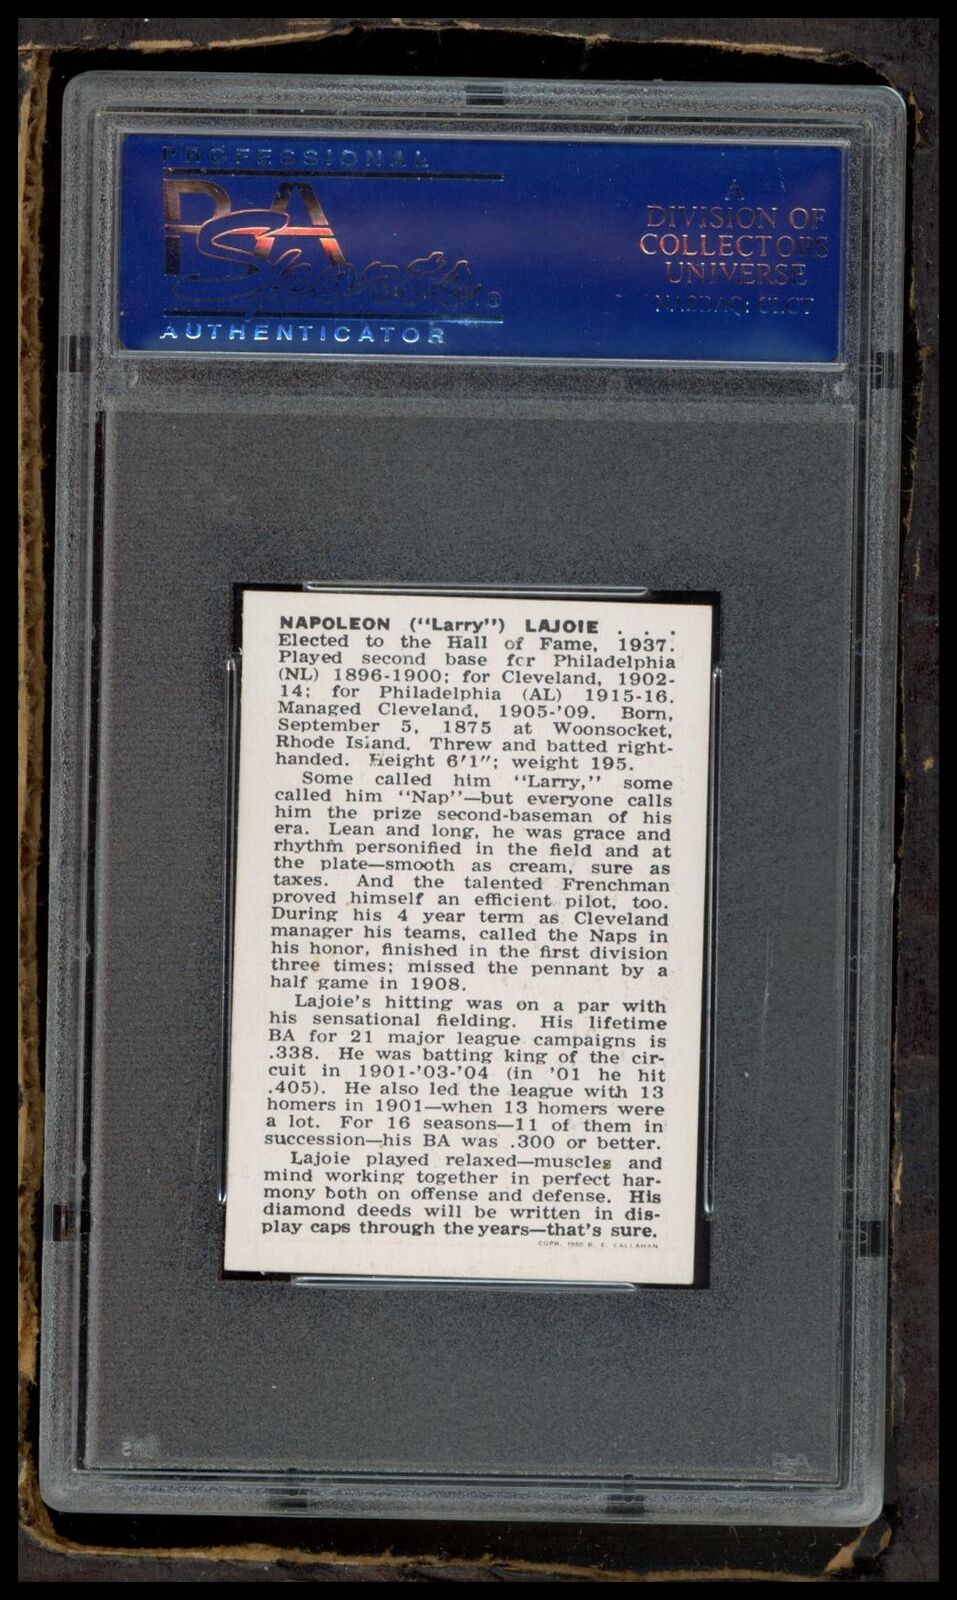 PROFESSIONAL
PSA
Sports®
AUTHENTICATOR
A
DIVISION OF
COLLECTORS
UNIVERSE
NASDAQ: CLCT
NAPOLEON ("Larry") LAJOIE . . .
Elected to the Hall of Fame, 1937.
Played second base for Philadelphia
(NL) 1896-1900; for Cleveland, 1902-
14; for Philadelphia (AL) 1915-16.
Managed Cleveland, 1905-'09. Born,
September 5, 1875 at Woonsocket,
Rhode Island. Threw and batted right-
handed. Height 6'1"; weight 195.
Some called him "Larry," some
called him "Nap"—but everyone calls
him the prize second-baseman of his
era. Lean and long, he was grace and
rhythm personified in the field and at
the plate—smooth as cream, sure as
taxes. And the talented Frenchman
proved himself an efficient pilot, too.
During his 4 year term as Cleveland
manager his teams, called the Naps in
his honor, finished in the first division
three times; missed the pennant by a
half game in 1908.
Lajoie's hitting was on a par with
his sensational fielding. His lifetime
BA for 21 major league campaigns is
.338. He was batting king of the cir-
cuit in 1901-'03-'04 (in '01 he hit
.405). He also led the league with 13
homers in 1901—when 13 homers were
a lot. For 16 seasons—11 of them in
succession—his BA was .300 or better.
Lajoie played relaxed—muscles and
mind working together in perfect har-
mony both on offense and defense. His
diamond deeds will be written in dis-
play caps through the years—that's sure.
COPR. 1950 B. E. CALLAHAN
PSA